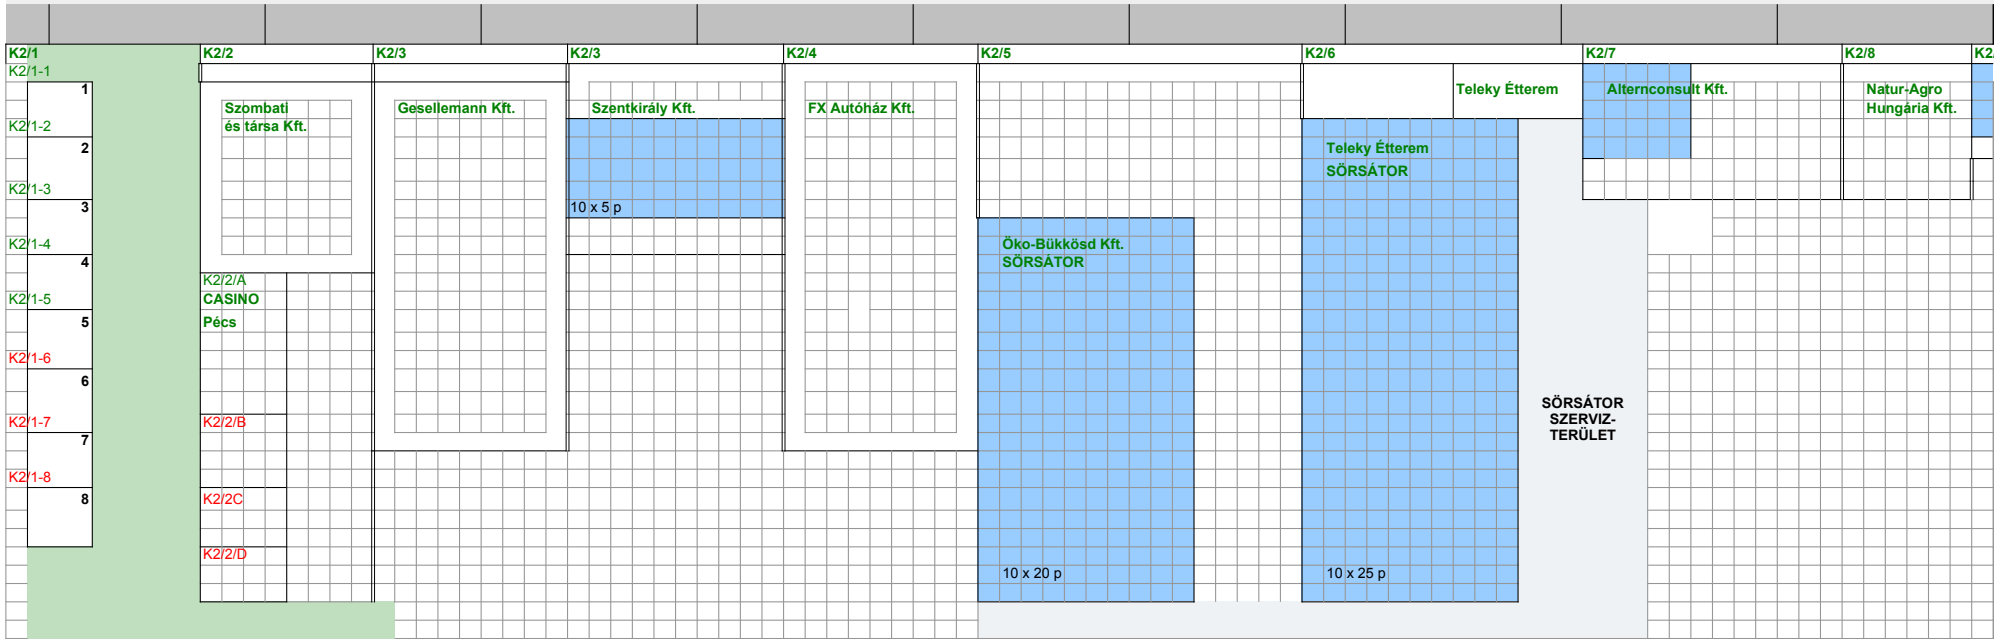 K2/1
K2/2
K2/3
K2/3
K2/4
K2/5
K2/6
K2/7
K2/8
K2/
K2/1-1
1
K2/1-2
2
K2/1-3
3
K2/1-4
4
K2/1-5
5
K2/1-6
6
K2/1-7
7
K2/1-8
8
Szombati
és társa Kft.
K2/2/A
CASINO
Pécs
K2/2/B
K2/2C
K2/2/D
Gesellemann Kft.
Szentkirály Kft.
10 x 5 p
FX Autóház Kft.
Öko-Bükkösd Kft.
SÖRSÁTOR
10 x 20 p
Teleky Étterem
Teleky Étterem
SÖRSÁTOR
10 x 25 p
SÖRSÁTOR
SZERVIZ-
TERÜLET
Alternconsult Kft.
Natur-Agro
Hungária Kft.